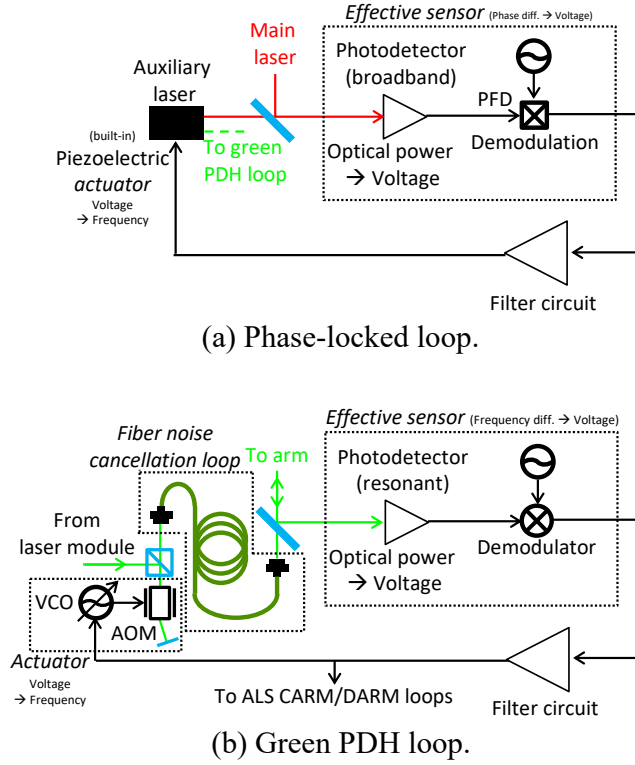 Effective sensor (Phase diff. → Voltage)
Main
laser
Photodetector
(broadband)
Auxiliary
laser
PFD
(built-in)
To green
PDH loop
Demodulation
Piezoelectric
actuator
Optical power
→ Voltage
Voltage
→ Frequency
Filter circuit
(a) Phase-locked loop.
Effective sensor (Frequency diff. → Voltage)
Fiber noise
cancellation loop
To arm
Photodetector
(resonant)
From
laser module
Demodulator
Optical power
→ Voltage
VCO
AOM
Actuator
Voltage
→ Frequency
To ALS CARM/DARM loops
Filter circuit
(b) Green PDH loop.